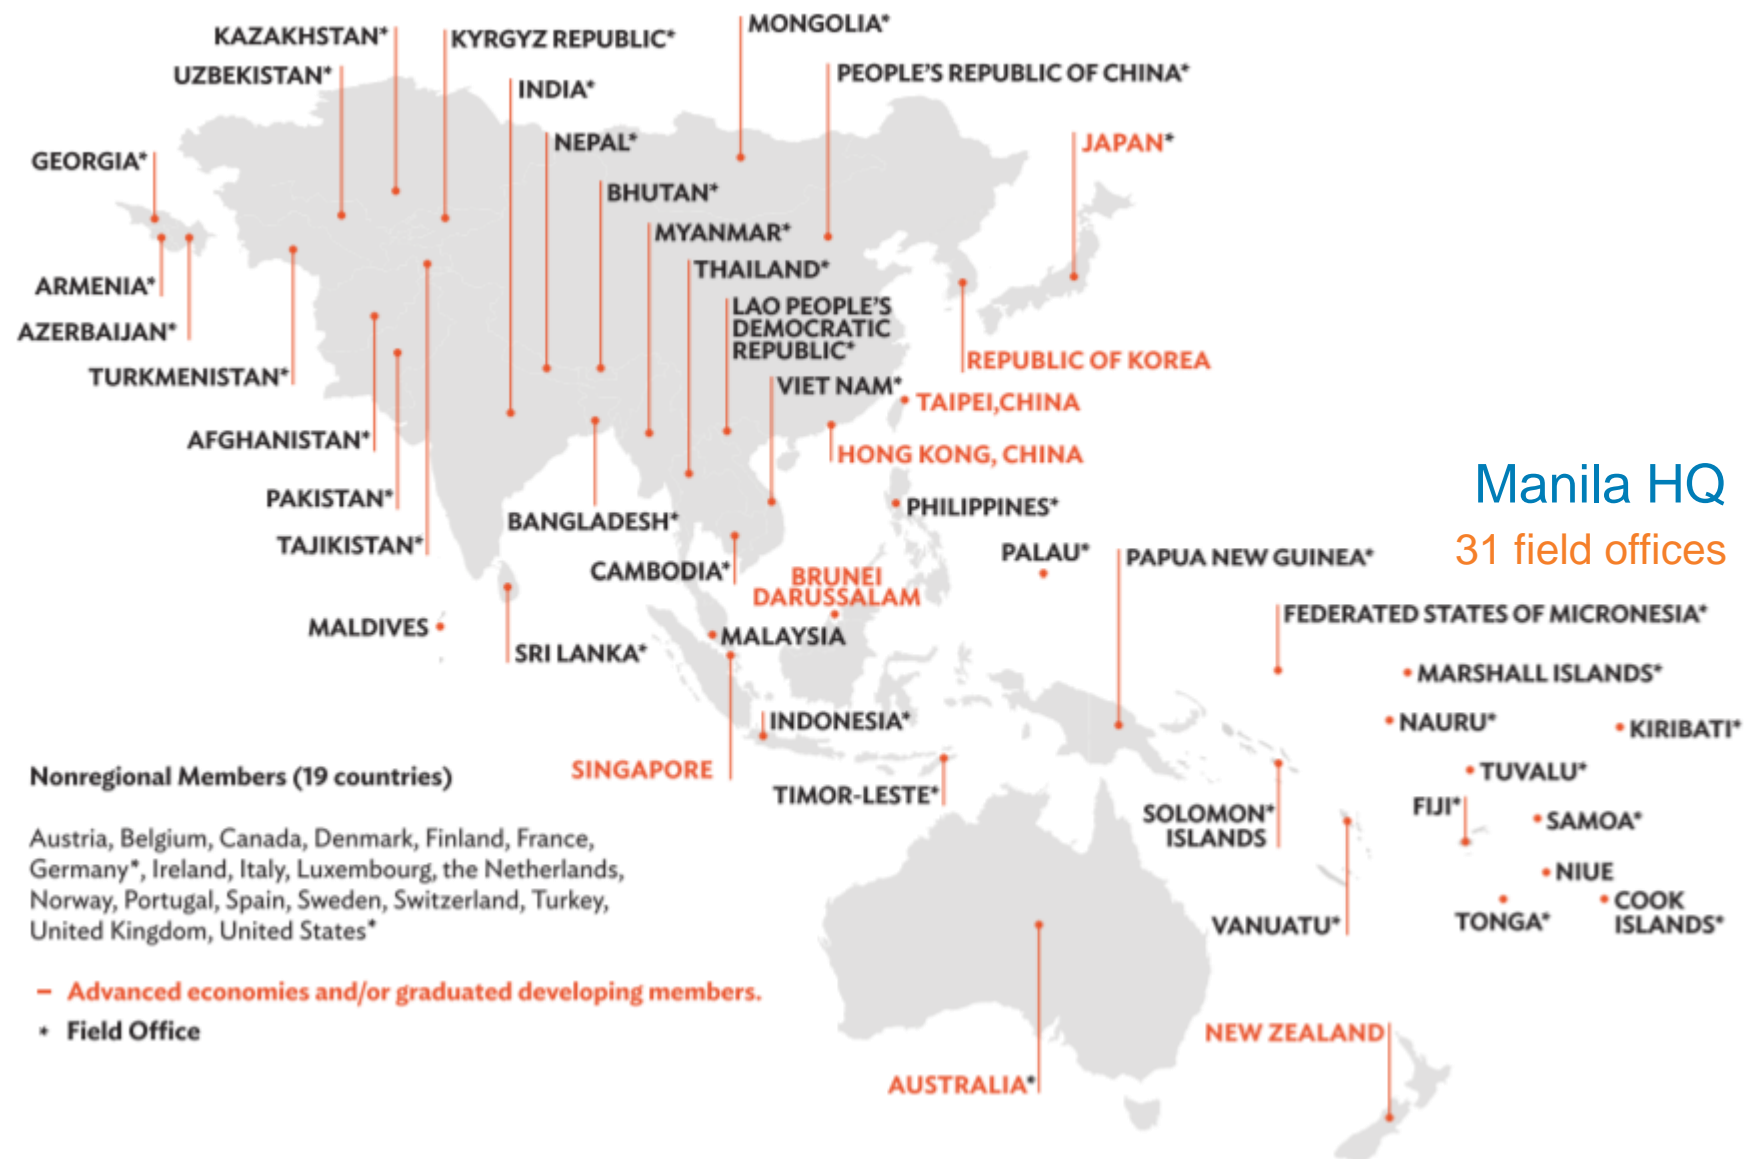 MONGOLIA*
KAZAKHSTAN*
KYRGYZ REPUBLIC*
UZBEKISTAN*
PEOPLE'S REPUBLIC OF CHINA*
INDIA*
NEPAL*
JAPAN*
GEORGIA*
BHUTAN*
MYANMAR*
THAILAND*
ARMENIA*
LAO PEOPLE'S
DEMOCRATIC
REPUBLIC*
AZERBAIJAN*
REPUBLIC OF KOREA
TURKMENISTAN*
VIET NAM*
TAIPEI,CHINA
AFGHANISTAN*
HONG KONG, CHINA
Manila HQ
31 field offices
PAKISTAN*
PHILIPPINES*
BANGLADESH*
TAJIKISTAN*
PALAU*
PAPUA NEW GUINEA*
CAMBODIA*
BRUNEI
DARUSSALAM
FEDERATED STATES OF MICRONESIA*
MALDIVES
MALAYSIA
SRI LANKA*
MARSHALL ISLANDS*
INDONESIA*
NAURU*
KIRIBATI*
SINGAPORE
TUVALU*
TIMOR-LESTE*
FIJI*
SOLOMON*
ISLANDS
SAMOA*
NIUE
COOK
ISLANDS*
TONGA*
VANUATU*
Nonregional Members (19 countries)
Austria, Belgium, Canada, Denmark, Finland, France,
Germany*, Ireland, Italy, Luxembourg, the Netherlands,
Norway, Portugal, Spain, Sweden, Switzerland, Turkey,
United Kingdom, United States*
– Advanced economies and/or graduated developing members.
* Field Office
NEW ZEALAND
AUSTRALIA*